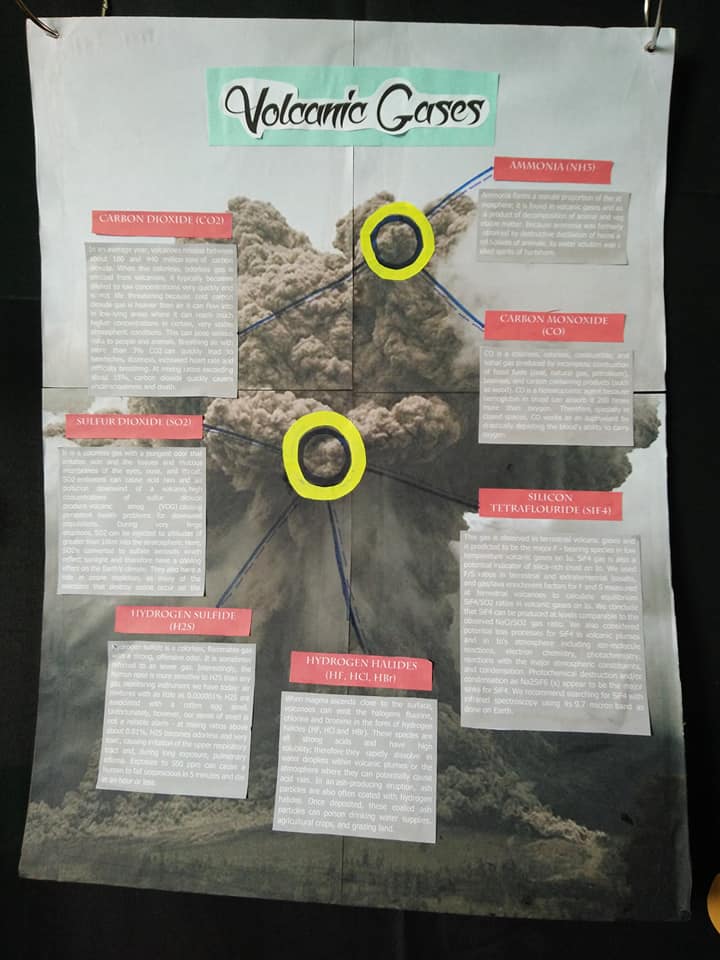 Volcanic Gases
AMMONIA (NH3)
Ammonia forms a minute proportion of the at
mosphere; it is found in volcanic gases and as
a product of decomposition of animal and veg
etable matter. Because ammonia was formerly
obtained by destructive distillation of
of animals, its water solution was
called spirits of hartshorn.
CARBON DIOXIDE (CO2)
In an average year, volcanoes release between
about 180 and 440 million tons of carbon
dioxide. When this colorless, odorless gas is
emitted from volcanoes, it typically becomes
diluted to low concentrations very quickly and
is not life threatening because cold carbon
dioxide gas is heavier than air it can flow into
in low-lying areas where it can reach much
higher concentrations in certain, very stable
atmospheric conditions. This can pose serious
risks to people and animals. Breathing air with
more than 3% CO2 can quickly lead to
headaches, dizziness, increased heart rate and
difficulty breathing. At mixing ratios exceeding
about 15%, carbon dioxide quickly causes
unconsciousness and death.
CARBON MONOXIDE
(CO)
CO is a colorless, odorless, combustible, and
toxic gas produced by incomplete combustion
of fossil fuels (coal, natural gas, petroleum),
biomass, and carbon containing products (such
as wood). CO is a hemotoxic agent because
hemoglobin in blood can absorb it 200 times
more than oxygen. Therefore, specially in
closed spaces, CO works as an asphyxiant by
drastically depleting the blood's ability to carry
oxygen.
SULFUR DIOXIDE (SO2)
It is a colorless gas with a pungent odor that
irritates skin and the tissues and mucous
membranes of the eyes, nose, and throat.
SO2 emissions can cause acid rain and air
pollution downwind of a volcano, high
concentrations of sulfur dioxide
produce volcanic smog (VOG) causing
persistent health problems for downwind
populations. During very large
eruptions, SO2 can be injected to altitudes of
greater than 10km into the stratosphere. Here,
SO2 is converted to sulfate aerosols which
reflect sunlight and therefore have a cooling
effect on the Earth's climate. They also have a
role in ozone depletion, as many of the
reactions that destroy ozone occur on the
SILICON
TETRAFLOURIDE (SIF4)
This gas is observed in terrestrial volcanic gases and
is predicted to be the major F - bearing species in low
temperature volcanic gases on Io. SiF4 gas is also a
potential indicator of silica-rich crust on Io. We used
F/S ratios in terrestrial and extraterrestrial basalts,
and gas/lava enrichment factors for F and S measured
at terrestrial volcanoes to calculate equilibrium
SiF4/SO2 ratios in volcanic gases on Io. We conclude
that SiF4 can be produced at levels comparable to the
observed NaCl/SO2 gas ratio. We also considered
potential loss processes for SiF4 in volcanic plumes
and in Io's atmosphere including ion-molecule
reactions, electron chemistry, photochemistry,
reactions with the major atmospheric constituents,
and condensation. Photochemical destruction and/or
condensation as Na2SiF6 (s) appear to be the major
sinks for SiF4. We recommend searching for SiF4 with
infrared spectroscopy using its 9.7 micron band as
done on Earth.
HYDROGEN SULFIDE
(H2S)
Hydrogen sulfide is a colorless, flammable gas
with a strong, offensive odor. It is sometimes
referred to as sewer gas. Interestingly, the
human nose is more sensitive to H2S than any
gas monitoring instrument we have today: air
mixtures with as little as 0.000001% H2S are
associated with a rotten egg smell.
Unfortunately, however, our sense of smell is
not a reliable alarm. At mixing ratios above
about 0.01%, H2S becomes odorless and very
toxic, causing irritation of the upper respiratory
tract and, during long exposure, pulmonary
edema. Exposure to 500 ppm can cause a
human to fall unconscious in 5 minutes and die
in an hour or less.
HYDROGEN HALIDES
(HF, HCl, HBr)
When magma ascends close to the surface,
volcanoes can emit the halogens fluorine,
chlorine and bromine in the form of hydrogen
halides (HF, HCl and HBr). These species are
all strong acids and have high
solubility; therefore they rapidly dissolve in
water droplets within volcanic plumes or the
atmosphere where they can potentially cause
acid rain. In an ash-producing eruption, ash
particles are also often coated with hydrogen
halides. Once deposited, these coated ash
particles can poison drinking water supplies,
agricultural crops, and grazing land.